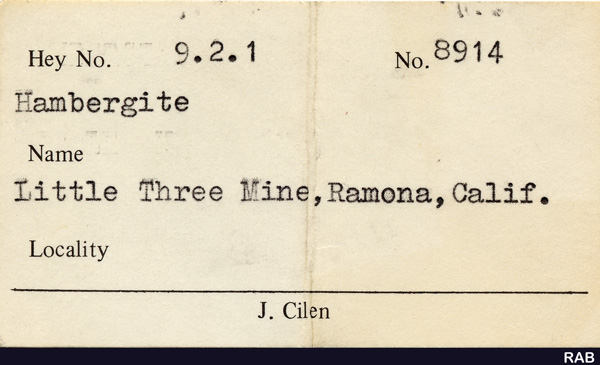 Hey No. 9.2.1 No. 8914
Hambergite
Name
Little Three Mine, Ramona, Calif.
Locality
J. Cilen
RAB